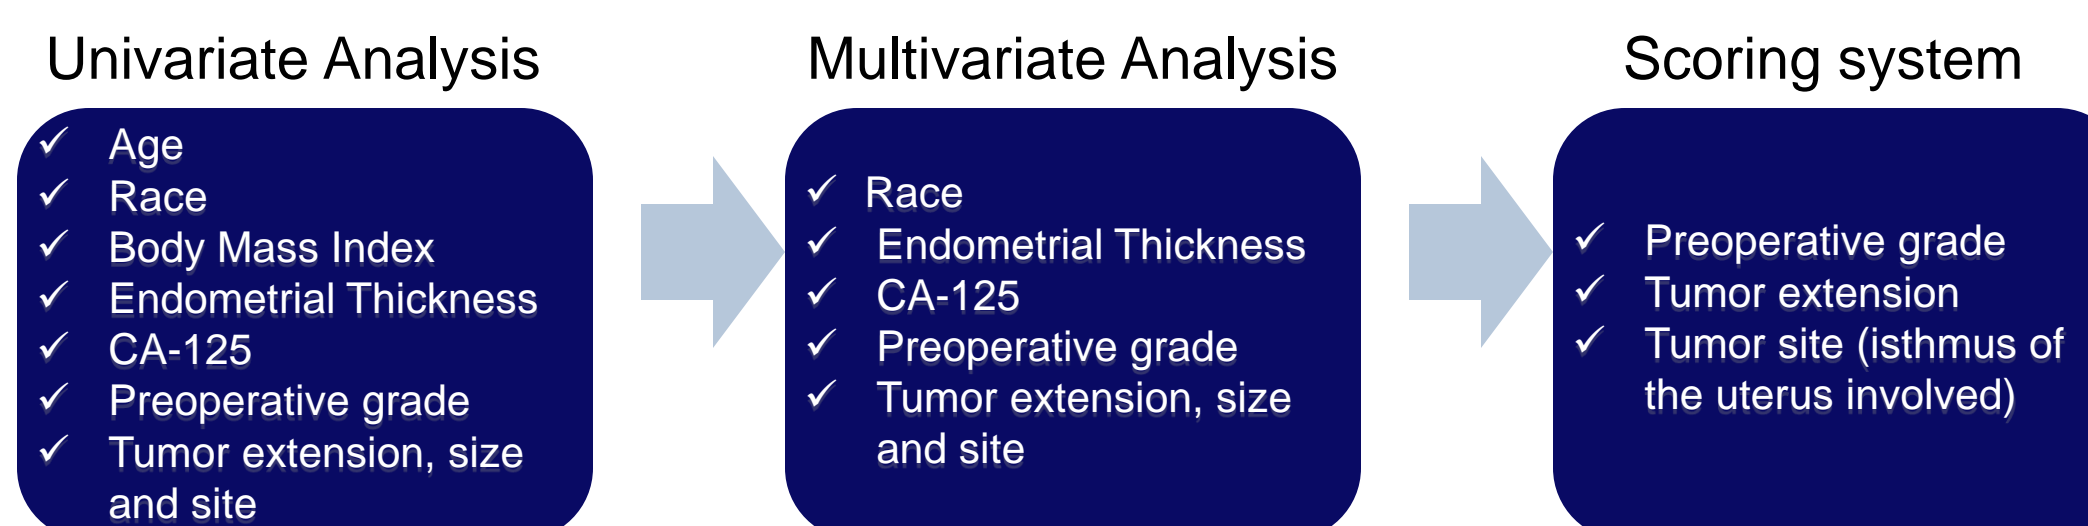 Univariate Analysis
✓ Age
✓ Race
✓ Body Mass Index
✓ Endometrial Thickness
✓ CA-125
✓ Preoperative grade
✓ Tumor extension, size
and site
Multivariate Analysis
✓ Race
✓ Endometrial Thickness
✓ CA-125
✓ Preoperative grade
✓ Tumor extension, size
and site
Scoring system
✓ Preoperative grade
✓ Tumor extension
✓ Tumor site (isthmus of
the uterus involved)